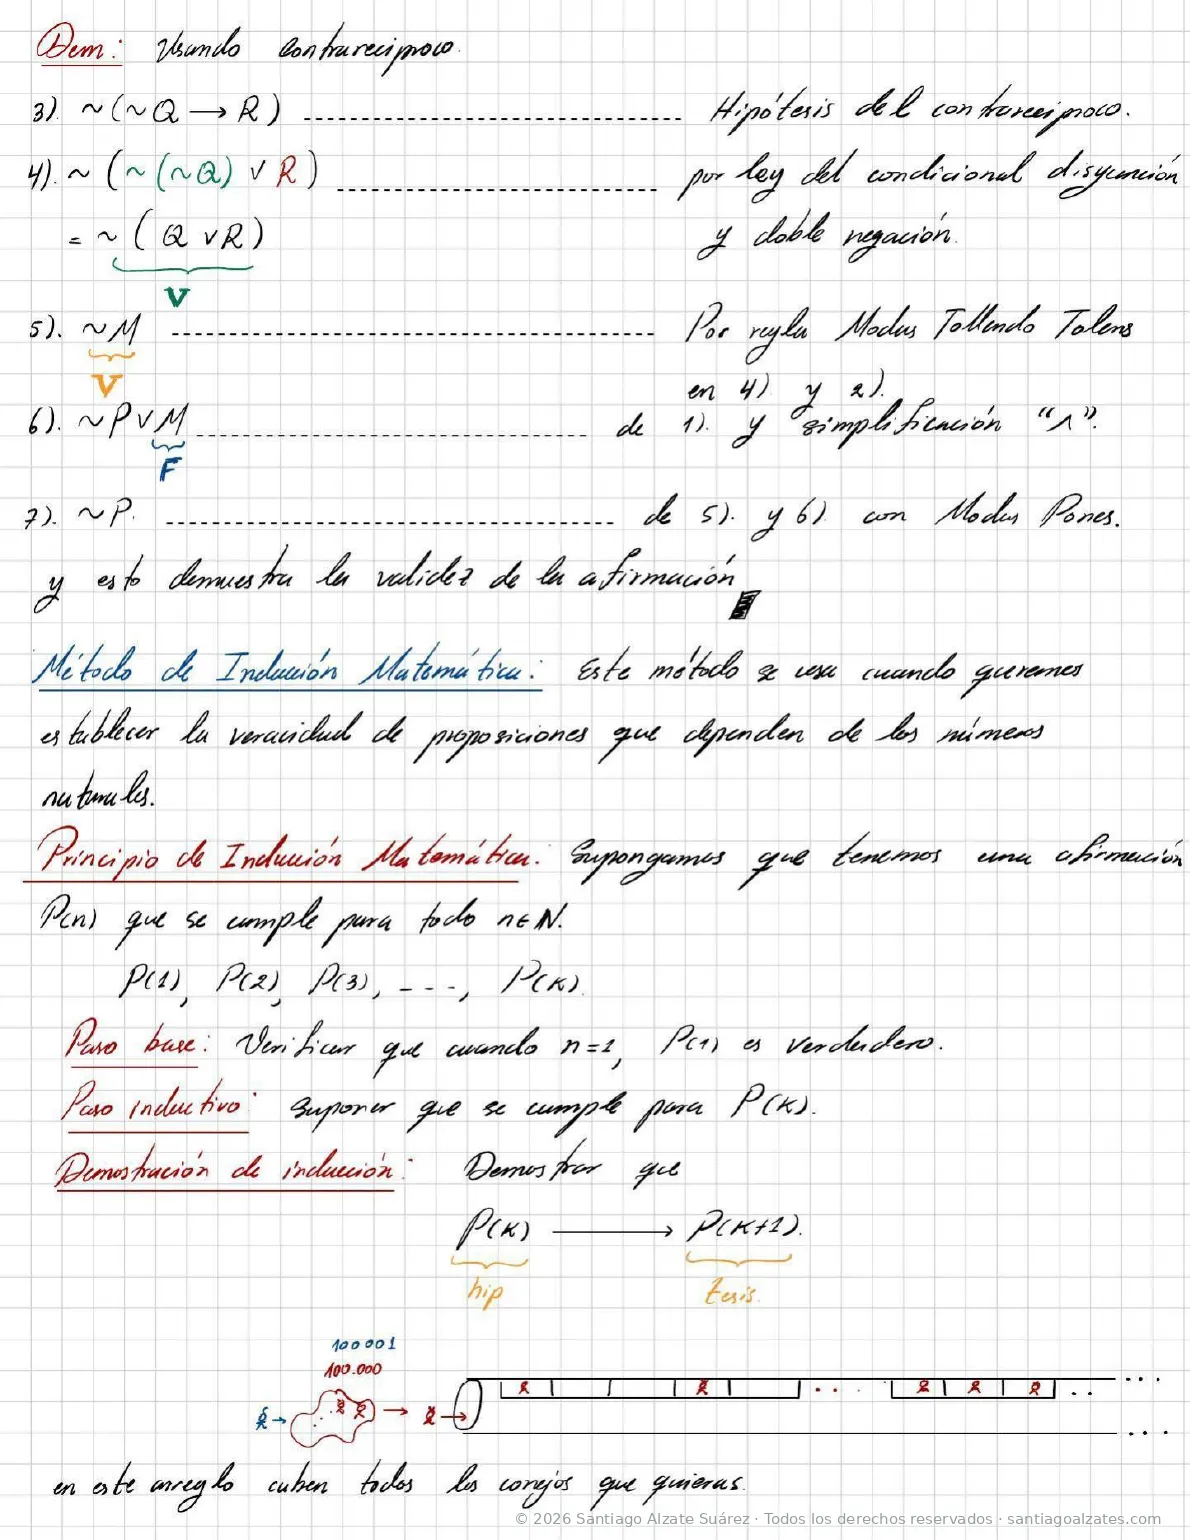 Dem: Usando contrareciproco.
3). ~(~Q → R) ---------- Hipótesis del contrareciproco.
4). ~(~(~Q) ∨ R) ---------- por ley del condicional disyunción
= ~(Q ∨ R) y doble negación.
V
5). ~M ---------- Por regla Modus Tollendo Tolens
V en 4) y 2).
6). ~P ∨ M ---------- de 1). y simplificación "∧".
F
7). ~P. ---------- de 5). y 6) con Modus Pones.
y esto demuestra la validez de la afirmación
Método de Inducción Matemática: Este método se usa cuando queremos
establecer la veracidad de proposiciones que dependen de los números
naturales.
Principio de Inducción Matemática: Supongamos que tenemos una afirmación
P(n) que se cumple para todo n∈ℕ.
P(1), P(2), P(3), ---, P(K).
Paso base: Verificar que cuando n=1, P(1) es verdadero.
Paso inductivo: Suponer que se cumple para P(K).
Demostración de inducción: Demostrar que
P(K) → P(K+1).
hip tesis.
100001
100.000
en este arreglo caben todos los conejos que quieras.
© 2026 Santiago Alzate Suárez · Todos los derechos reservados · santiagoalzates.com